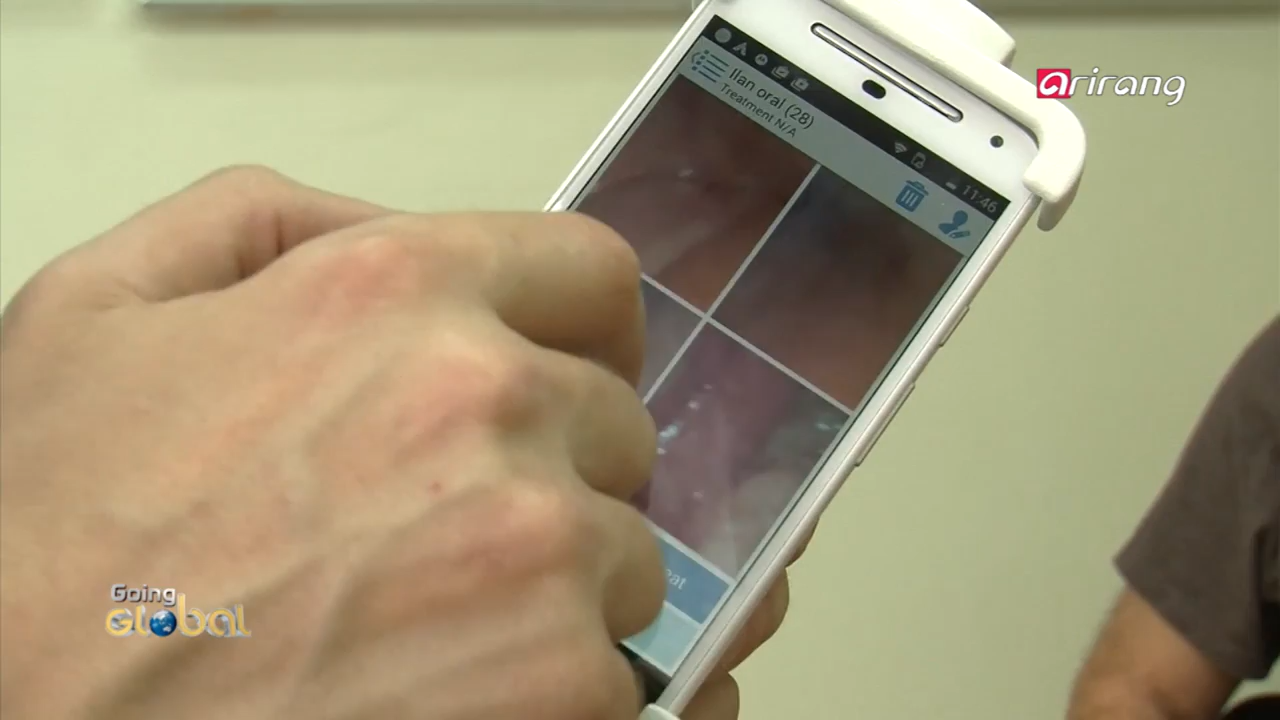 arirang
Ilan oral (28)
Treatment N/A
11:46
Going
GLObaL